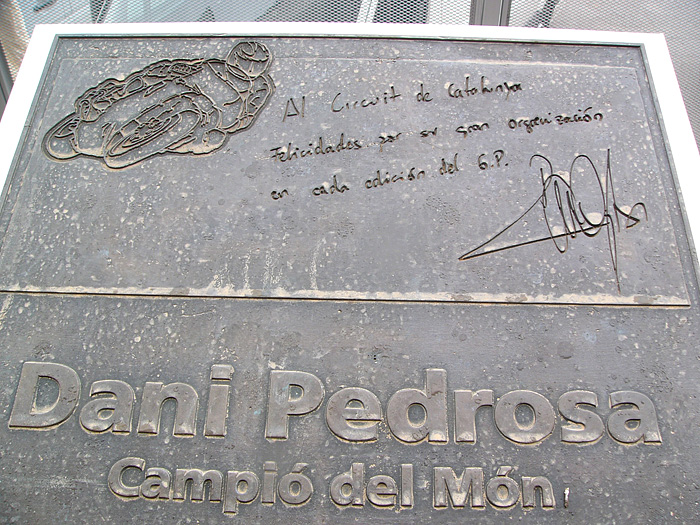 Al Circuit de Catalunya
Felicidades por su gran organización
en cada edición del G.P.
Dani Pedrosa
Campió del Món